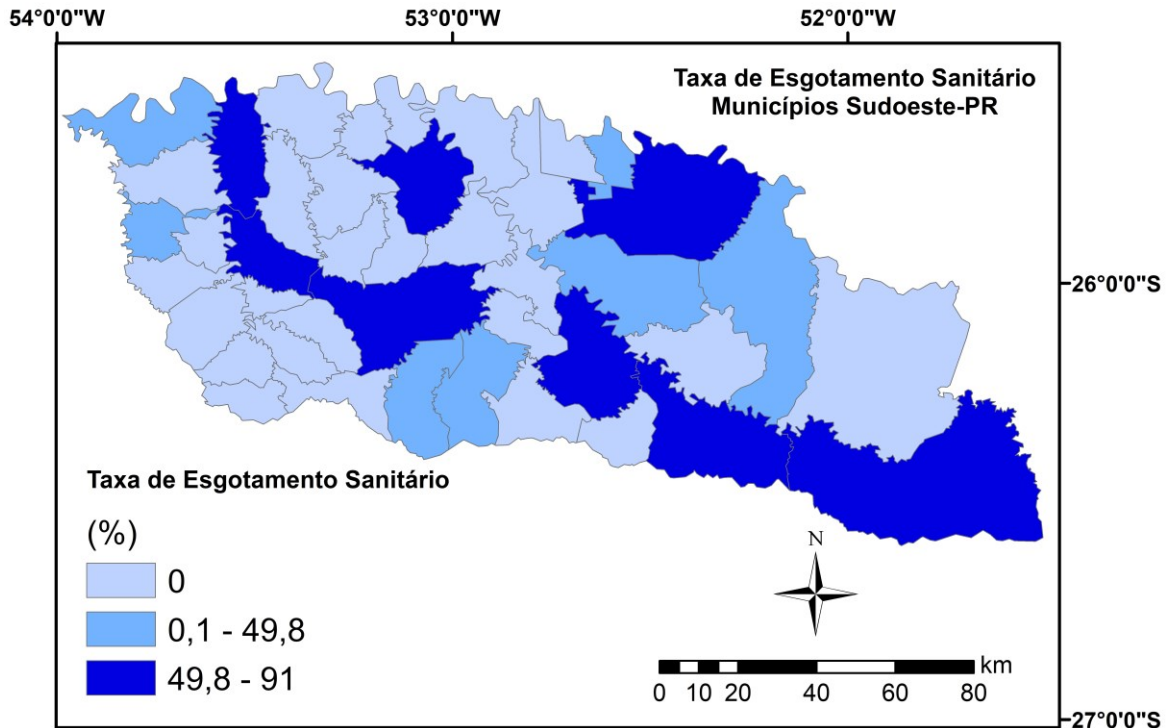 54°0'0"W 53°0'0"W 52°0'0"W
Taxa de Esgotamento Sanitário
Municípios Sudoeste-PR
26°0'0"S
Taxa de Esgotamento Sanitário
(%)
0
0,1 - 49,8
49,8 - 91
N
km
0 10 20 40 60 80
27°0'0"S